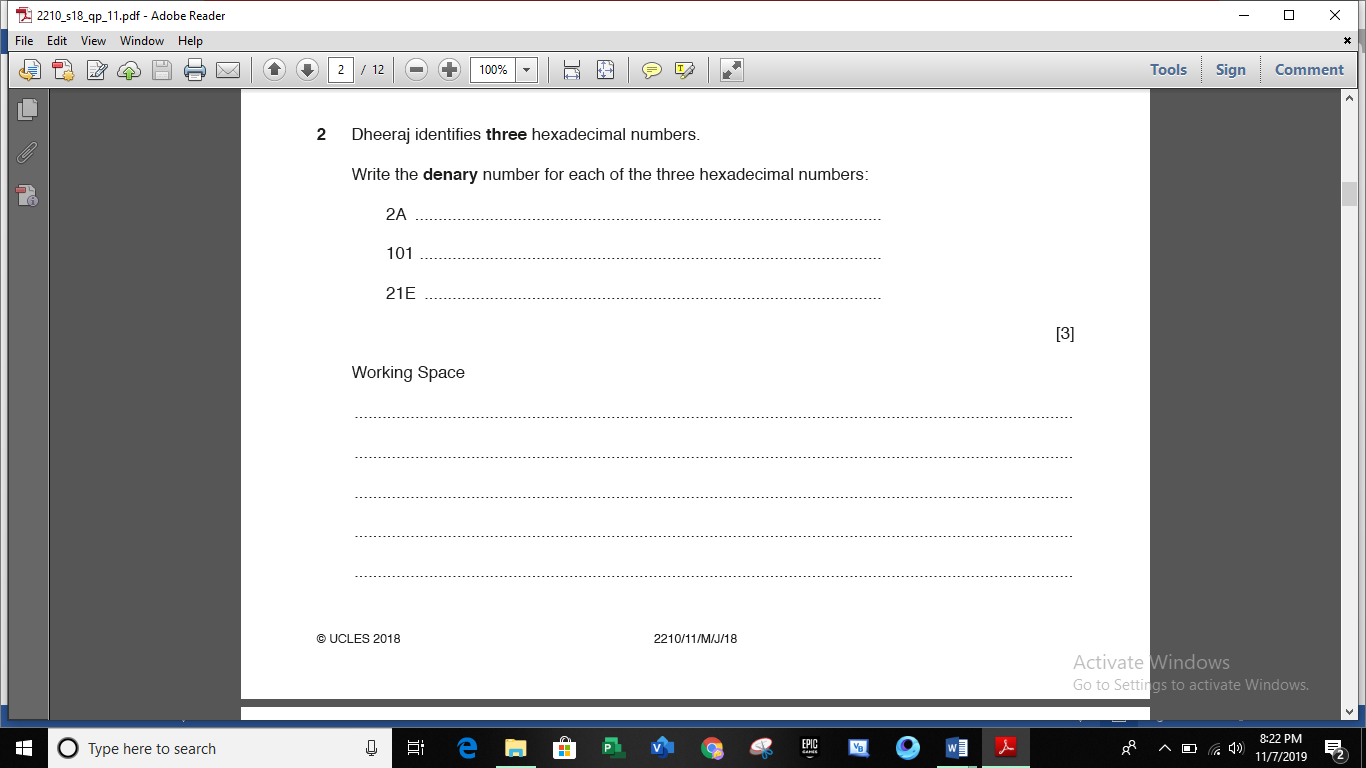 2210_s18_qp_11.pdf - Adobe Reader
File Edit View Window Help
2 / 12 100% Tools Sign Comment
2 Dheeraj identifies three hexadecimal numbers.
Write the denary number for each of the three hexadecimal numbers:
2A ....................................................................................................
101 ...................................................................................................
21E ..................................................................................................
[3]
Working Space
..........................................................................................................................................................
..........................................................................................................................................................
..........................................................................................................................................................
..........................................................................................................................................................
..........................................................................................................................................................
© UCLES 2018 2210/11/M/J/18
Activate Windows
Go to Settings to activate Windows.
Type here to search
EPIC GAMES
8:22 PM
11/7/2019
2